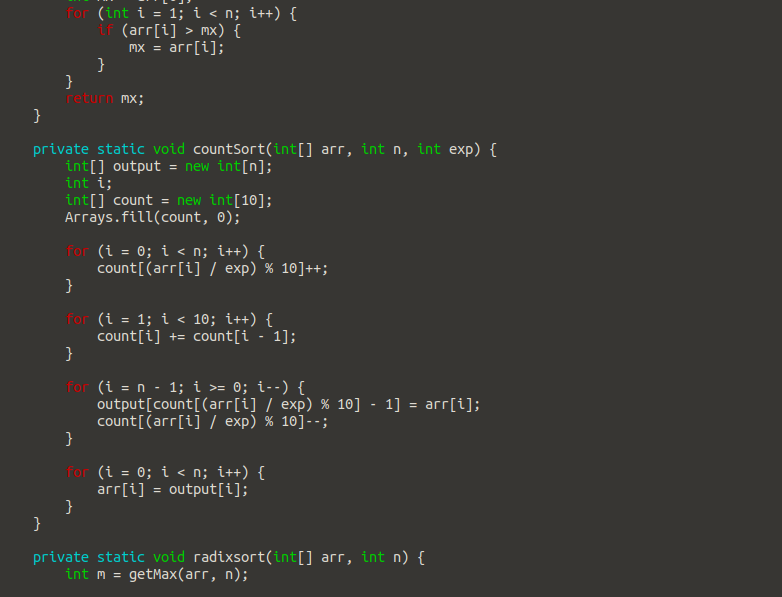 for (int i = 1; i < n; i++) {
if (arr[i] > mx) {
mx = arr[i];
}
}
return mx;
}
private static void countSort(int[] arr, int n, int exp) {
int[] output = new int[n];
int i;
int[] count = new int[10];
Arrays.fill(count, 0);
for (i = 0; i < n; i++) {
count[(arr[i] / exp) % 10]++;
}
for (i = 1; i < 10; i++) {
count[i] += count[i - 1];
}
for (i = n - 1; i >= 0; i--) {
output[count[(arr[i] / exp) % 10] - 1] = arr[i];
count[(arr[i] / exp) % 10]--;
}
for (i = 0; i < n; i++) {
arr[i] = output[i];
}
}
private static void radixsort(int[] arr, int n) {
int m = getMax(arr, n);